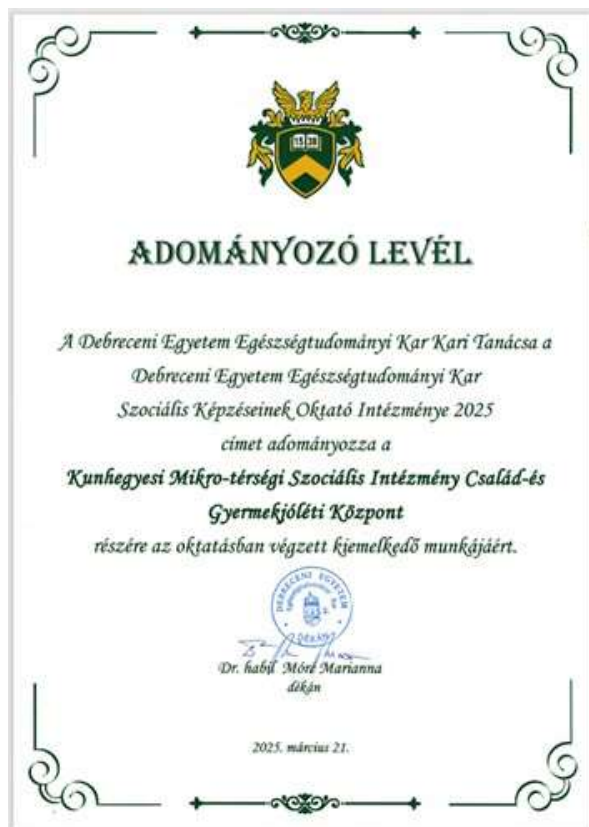 15 38
ADOMÁNYOZÓ LEVÉL
A Debreceni Egyetem Egészségtudományi Kar Kari Tanácsa a
Debreceni Egyetem Egészségtudományi Kar
Szociális Képzéseinek Oktató Intézménye 2025
címet adományozza a
Kunhegyesi Mikro-térségi Szociális Intézmény Család-és
Gyermekjóléti Központ
részére az oktatásban végzett kiemelkedő munkájáért.
DEBRECENI EGYETEM
DÉKÁN
Dr. habil Móré Marianna
dékán
2025. március 21.